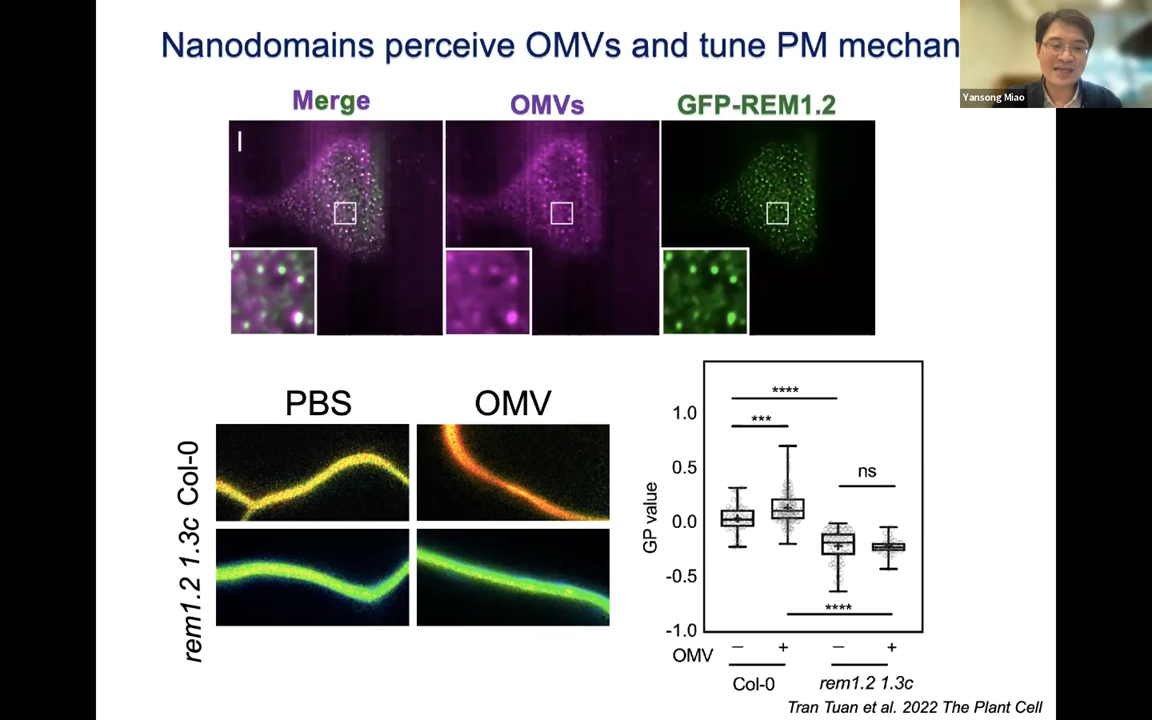 Nanodomains perceive OMVs and tune PM mechan
Yansong Miao
Merge OMVs GFP-REM1.2
PBS OMV
Col-0
rem1.2 1.3c
GP value
1.0
0.5
0.0
-0.5
-1.0
****
***
ns
****
OMV − + − +
Col-0 rem1.2 1.3c
Tran Tuan et al. 2022 The Plant Cell